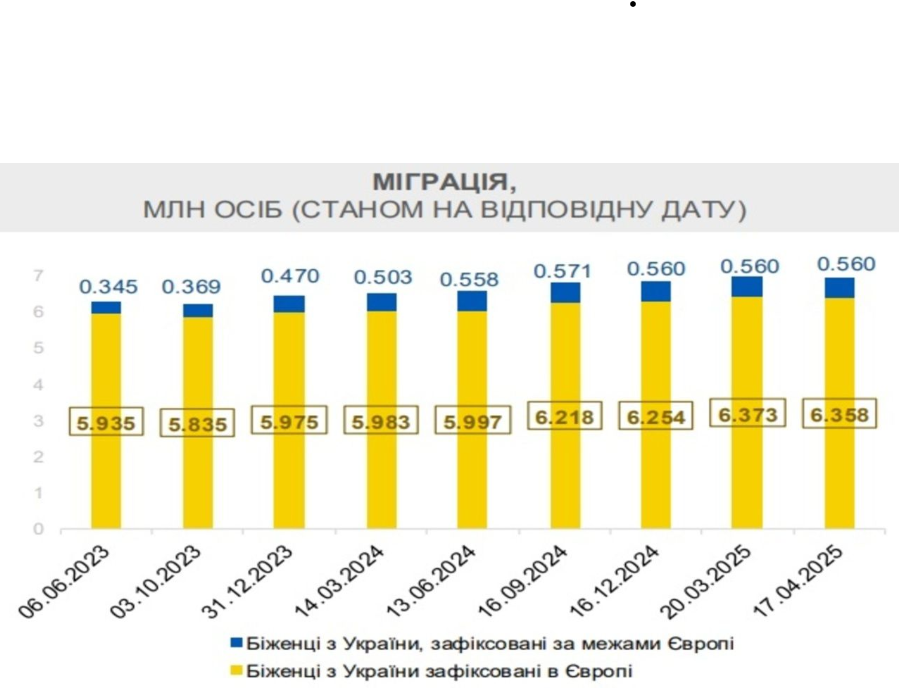 МІГРАЦІЯ,
МЛН ОСІБ (СТАНОМ НА ВІДПОВІДНУ ДАТУ)
0.345 0.369 0.470 0.503 0.558 0.571 0.560 0.560 0.560
7
6
5
4
3
2
1
0
5.935 5.835 5.975 5.983 5.997 6.218 6.254 6.373 6.358
06.06.2023 03.10.2023 31.12.2023 14.03.2024 13.06.2024 16.09.2024 16.12.2024 20.03.2025 17.04.2025
Біженці з України, зафіксовані за межами Європі
Біженці з України зафіксовані в Європі